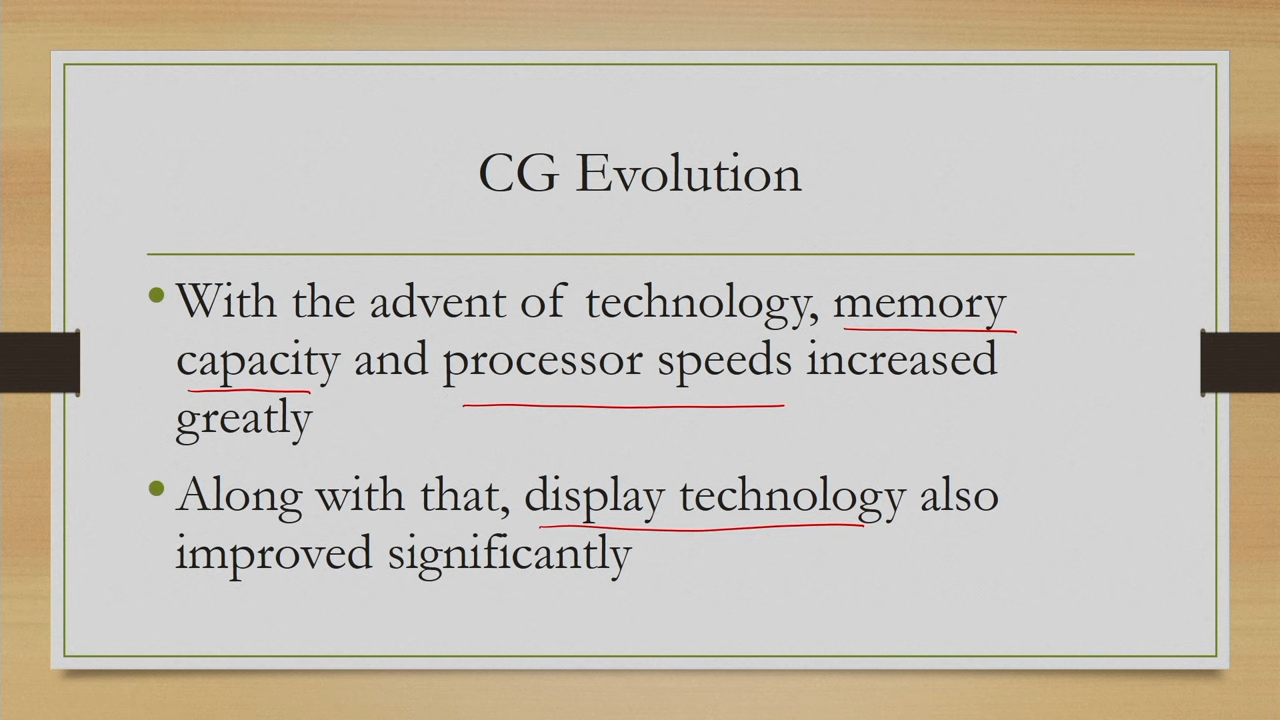 CG Evolution
• With the advent of technology, memory
capacity and processor speeds increased
greatly
• Along with that, display technology also
improved significantly